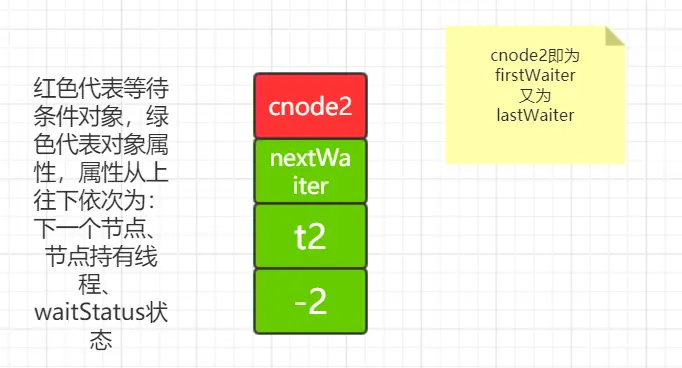 红色代表等待
条件对象，绿
色代表对象属
性，属性从上
往下依次为：
下一个节点、
节点持有线
程、
waitStatus状
态
cnode2
nextWa
iter
t2
-2
cnode2即为
firstWaiter
又为
lastWaiter